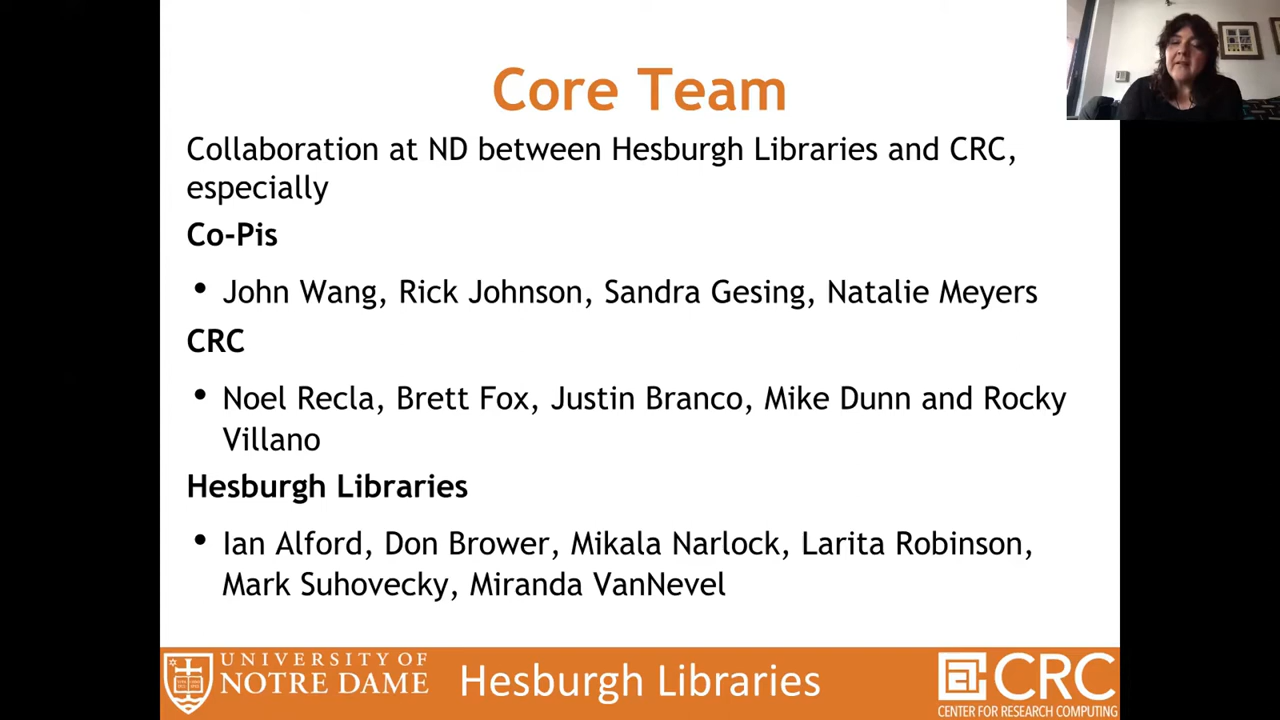 Core Team
Collaboration at ND between Hesburgh Libraries and CRC,
especially
Co-Pis
• John Wang, Rick Johnson, Sandra Gesing, Natalie Meyers
CRC
• Noel Recla, Brett Fox, Justin Branco, Mike Dunn and Rocky
Villano
Hesburgh Libraries
• Ian Alford, Don Brower, Mikala Narlock, Larita Robinson,
Mark Suhovecky, Miranda VanNevel
UNIVERSITY OF
NOTRE DAME
Hesburgh Libraries
CRC
CENTER FOR RESEARCH COMPUTING